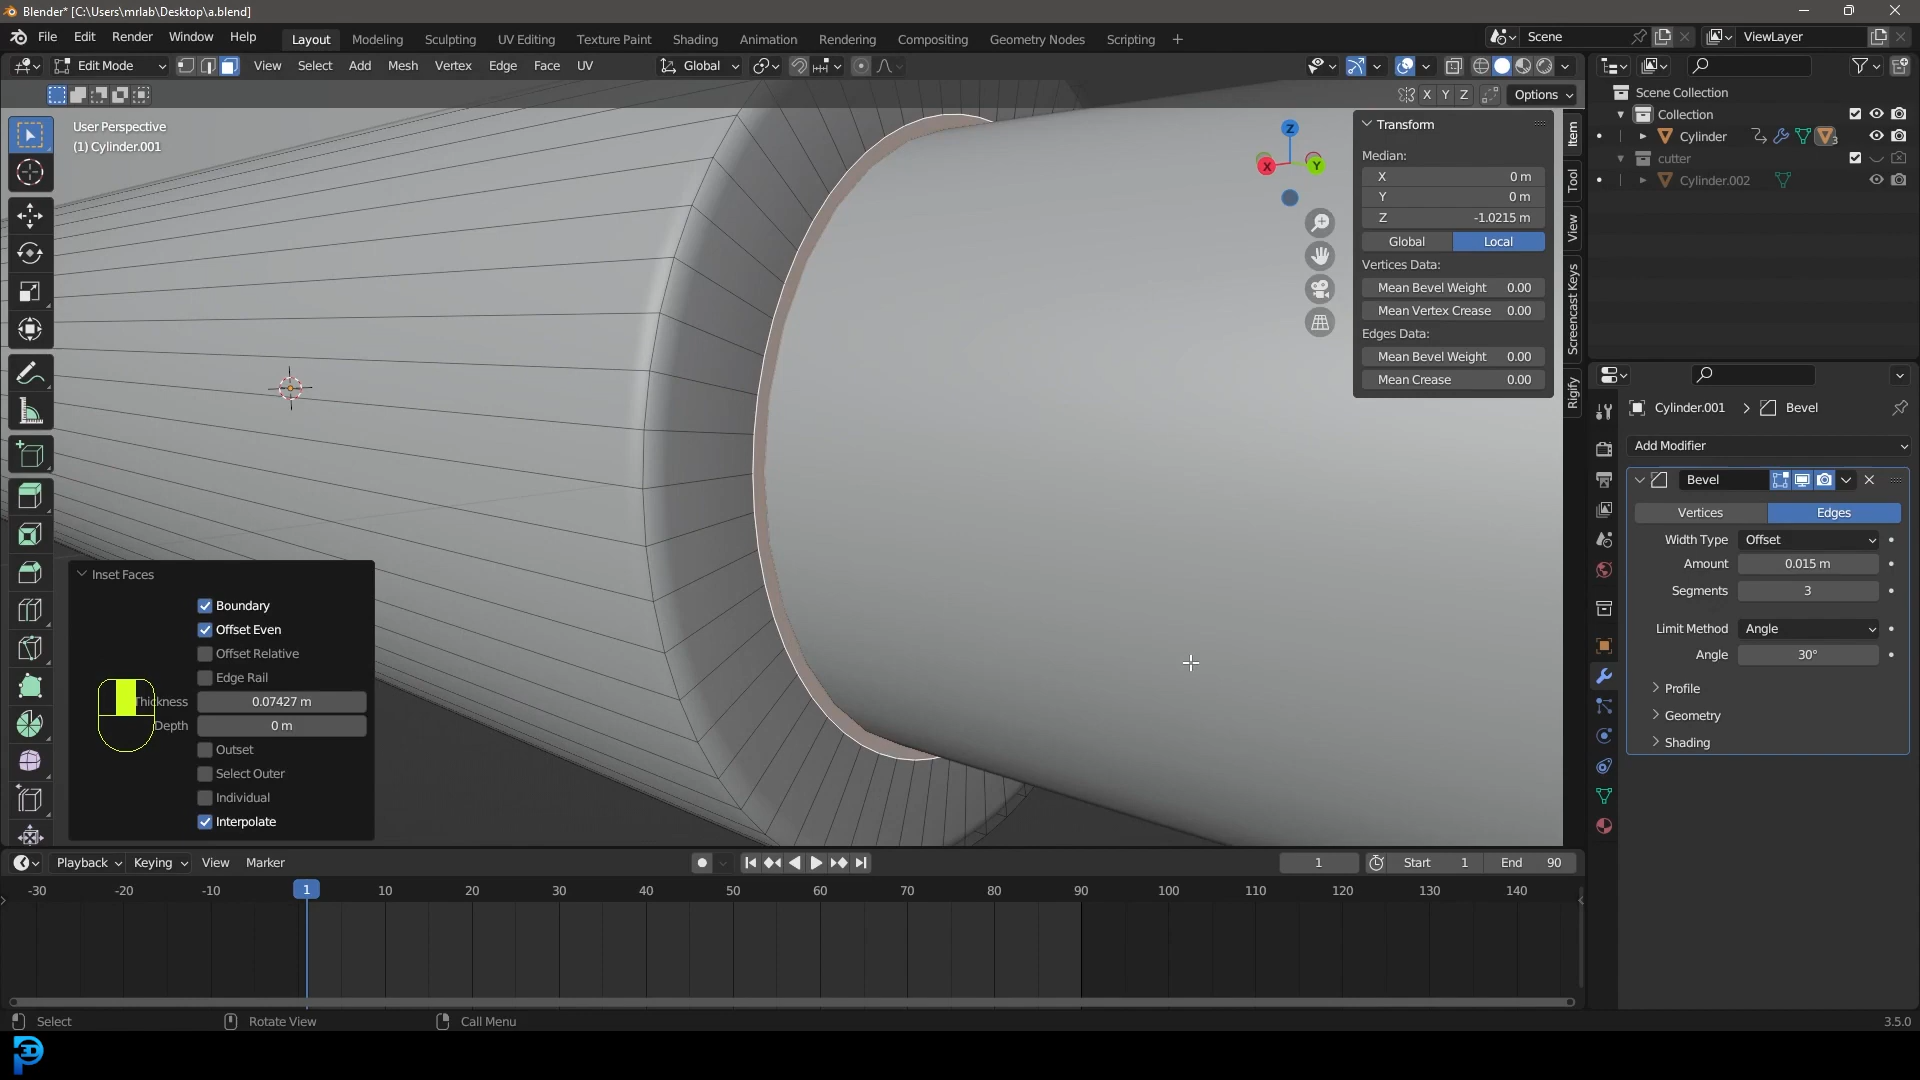 Blender* [C:\Users\mrlab\Desktop\a.blend]
File Edit Render Window Help Layout Modeling Sculpting UV Editing Texture Paint Shading Animation Rendering Compositing Geometry Nodes Scripting + Scene ViewLayer
Edit Mode View Select Add Mesh Vertex Edge Face UV Global
X Y Z Options
User Perspective
(1) Cylinder.001
Z
X Y
Transform
Median:
X 0 m
Y 0 m
Z -1.0215 m
Global Local
Vertices Data:
Mean Bevel Weight 0.00
Mean Vertex Crease 0.00
Edges Data:
Mean Bevel Weight 0.00
Mean Crease 0.00
Item
Tool
View
Screencast Keys
Rigify
Scene Collection
Collection
Cylinder 3
cutter
Cylinder.002
Cylinder.001 > Bevel
Add Modifier
Bevel
Vertices Edges
Width Type Offset
Amount 0.015 m
Segments 3
Limit Method Angle
Angle 30°
Profile
Geometry
Shading
Inset Faces
Boundary
Offset Even
Offset Relative
Edge Rail
Thickness 0.07427 m
Depth 0 m
Outset
Select Outer
Individual
Interpolate
Playback Keying View Marker 1 Start 1 End 90
-30 -20 -10 1 10 20 30 40 50 60 70 80 90 100 110 120 130 140
Select Rotate View Call Menu 3.5.0
3D